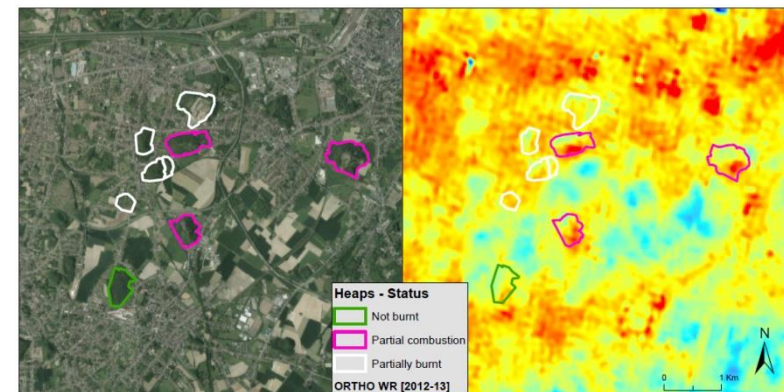 Heaps - Status
Not burnt
Partial combustion
Partially burnt
ORTHO WR [2012-13]
N
0 1 Km